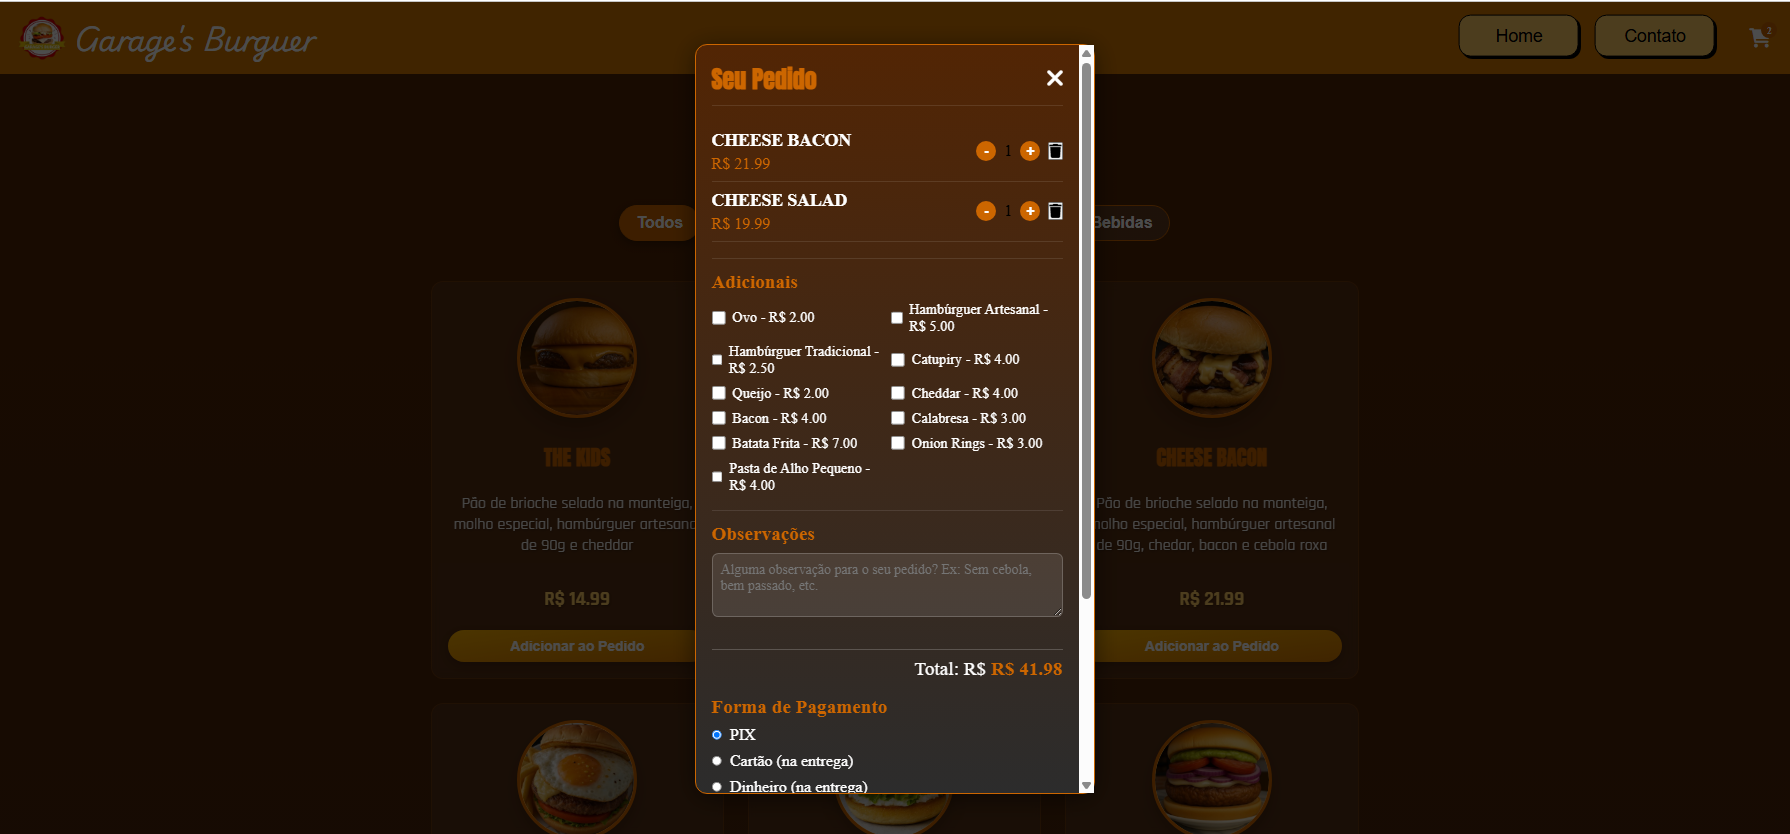 Garage's Burguer
Home
Contato
2
Seu Pedido
CHEESE BACON
R$ 21.99
- 1 +
CHEESE SALAD
R$ 19.99
- 1 +
Todos
Bebidas
Adicionais
Ovo - R$ 2.00
Hambúrguer Artesanal -
R$ 5.00
Hambúrguer Tradicional -
R$ 2.50
Catupiry - R$ 4.00
Queijo - R$ 2.00
Cheddar - R$ 4.00
Bacon - R$ 4.00
Calabresa - R$ 3.00
Batata Frita - R$ 7.00
Onion Rings - R$ 3.00
Pasta de Alho Pequeno -
R$ 4.00
Observações
Alguma observação para o seu pedido? Ex: Sem cebola,
bem passado, etc.
Total: R$ R$ 41.98
Forma de Pagamento
PIX
Cartão (na entrega)
Dinheiro (na entrega)
THE KIDS
Pão de brioche selado na manteiga,
molho especial, hambúrguer artesana
de 90g e cheddar
R$ 14.99
Adicionar ao Pedido
CHEESE BACON
Pão de brioche selado na manteiga,
molho especial, hambúrguer artesanal
de 90g, chedar, bacon e cebola roxa
R$ 21.99
Adicionar ao Pedido